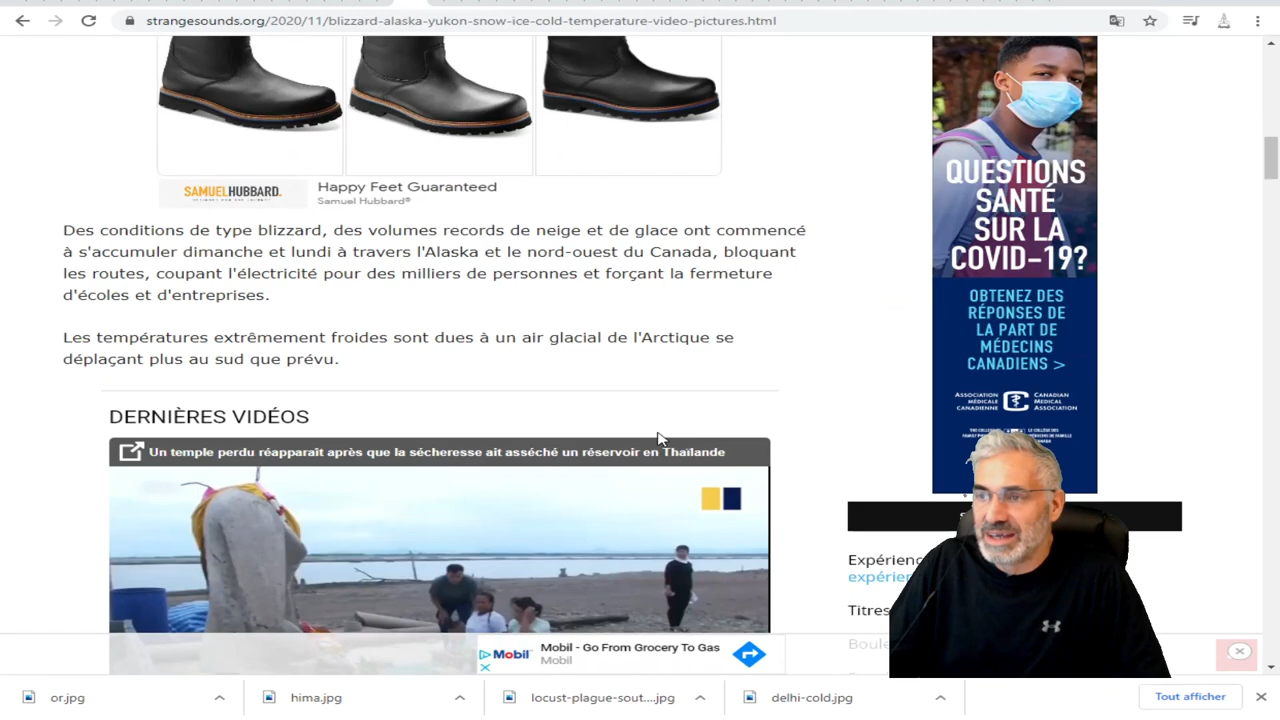 strangesounds.org/2020/11/blizzard-alaska-yukon-snow-ice-cold-temperature-video-pictures.html
SAMUELHUBBARD.
Happy Feet Guaranteed
Samuel Hubbard®
Des conditions de type blizzard, des volumes records de neige et de glace ont commencé
à s'accumuler dimanche et lundi à travers l'Alaska et le nord-ouest du Canada, bloquant
les routes, coupant l'électricité pour des milliers de personnes et forçant la fermeture
d'écoles et d'entreprises.
Les températures extrêmement froides sont dues à un air glacial de l'Arctique se
déplaçant plus au sud que prévu.
DERNIÈRES VIDÉOS
Un temple perdu réapparaît après que la sécheresse ait asséché un réservoir en Thaïlande
QUESTIONS
SANTÉ
SUR LA
COVID-19?
OBTENEZ DES
RÉPONSES DE
LA PART DE
MÉDECINS
CANADIENS >
ASSOCIATION MÉDICALE CANADIENNE
CANADIAN MEDICAL ASSOCIATION
Expérienc
expérier
Titres
Boule
Mobil
Mobil - Go From Grocery To Gas
Mobil
or.jpg
hima.jpg
locust-plague-sout....jpg
delhi-cold.jpg
Tout afficher